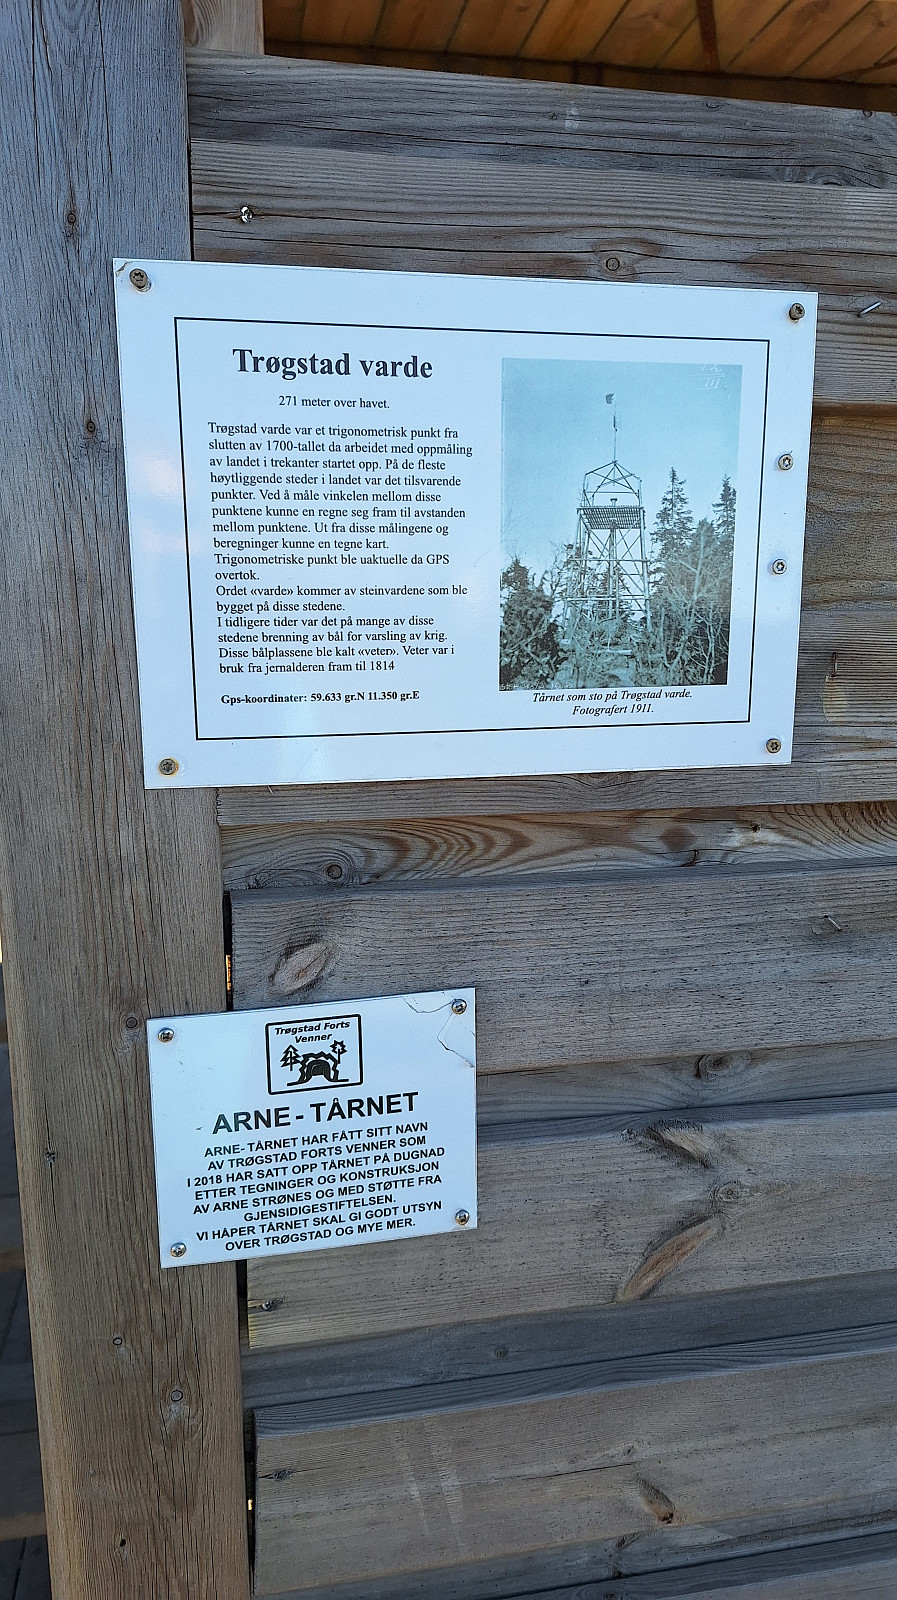 Trøgstad varde
271 meter over havet.
Trøgstad varde var et trigonometrisk punkt fra
slutten av 1700-tallet da arbeidet med oppmåling
av landet i trekanter startet opp. På de fleste
høytliggende steder i landet var det tilsvarende
punkter. Ved å måle vinkelen mellom disse
punktene kunne en regne seg fram til avstanden
mellom punktene. Ut fra disse målingene og
beregninger kunne en tegne kart.
Trigonometriske punkt ble uaktuelle da GPS
overtok.
Ordet «varde» kommer av steinvardene som ble
bygget på disse stedene.
I tidligere tider var det på mange av disse
stedene brenning av bål for varsling av krig.
Disse bålplassene ble kalt «veter». Veter var i
bruk fra jernalderen fram til 1814
Gps-koordinater: 59.633 gr.N 11.350 gr.E
Tårnet som sto på Trøgstad varde.
Fotografert 1911.
Trøgstad Forts
Venner
ARNE - TÅRNET
ARNE- TÅRNET HAR FÅTT SITT NAVN
AV TRØGSTAD FORTS VENNER SOM
I 2018 HAR SATT OPP TÅRNET PÅ DUGNAD
ETTER TEGNINGER OG KONSTRUKSJON
AV ARNE STRØNES OG MED STØTTE FRA
GJENSIDIGESTIFTELSEN.
VI HÅPER TÅRNET SKAL GI GODT UTSYN
OVER TRØGSTAD OG MYE MER.